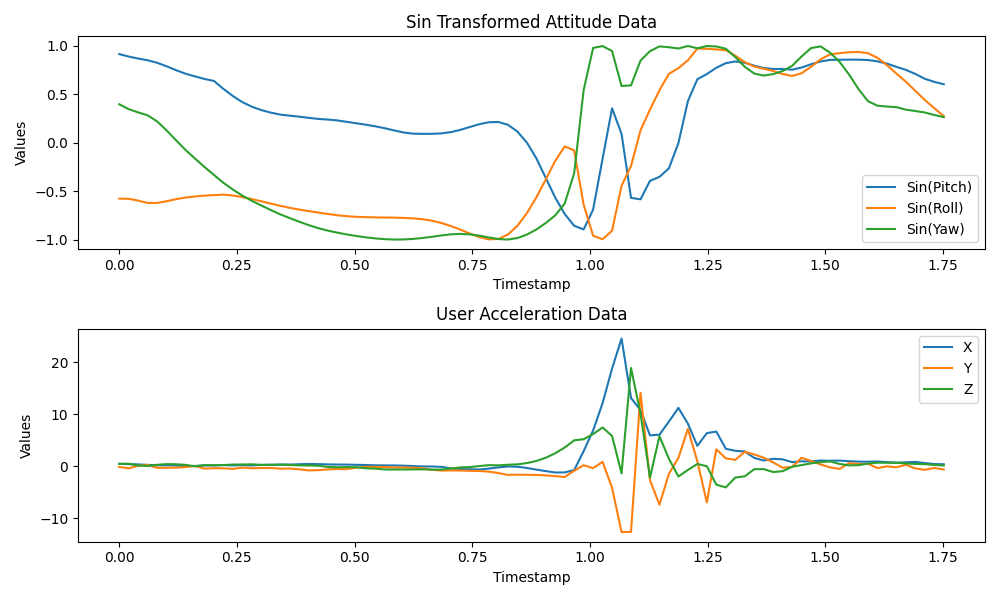 Sin Transformed Attitude Data
Values
1.0
0.5
0.0
−0.5
−1.0
Sin(Pitch)
Sin(Roll)
Sin(Yaw)
0.00 0.25 0.50 0.75 1.00 1.25 1.50 1.75
Timestamp
User Acceleration Data
Values
20
10
0
−10
X
Y
Z
0.00 0.25 0.50 0.75 1.00 1.25 1.50 1.75
Timestamp